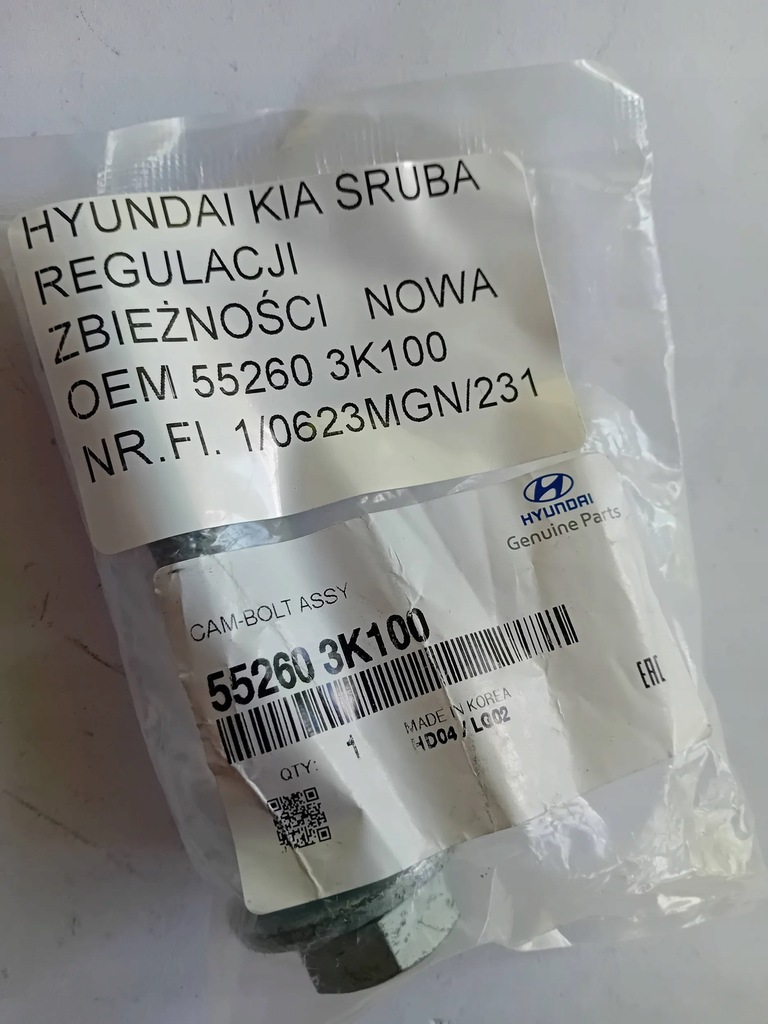 HYUNDAI KIA SRUBA
REGULACJI
ZBIEŻNOŚCI NOWA
OEM 55260 3K100
NR.FI. 1/0623MGN/231
HYUNDAI
Genuine Parts
CAM-BOLT ASSY
55260 3K100
MADE IN KOREA
QTY: 1 HD04 / LG02
EAC